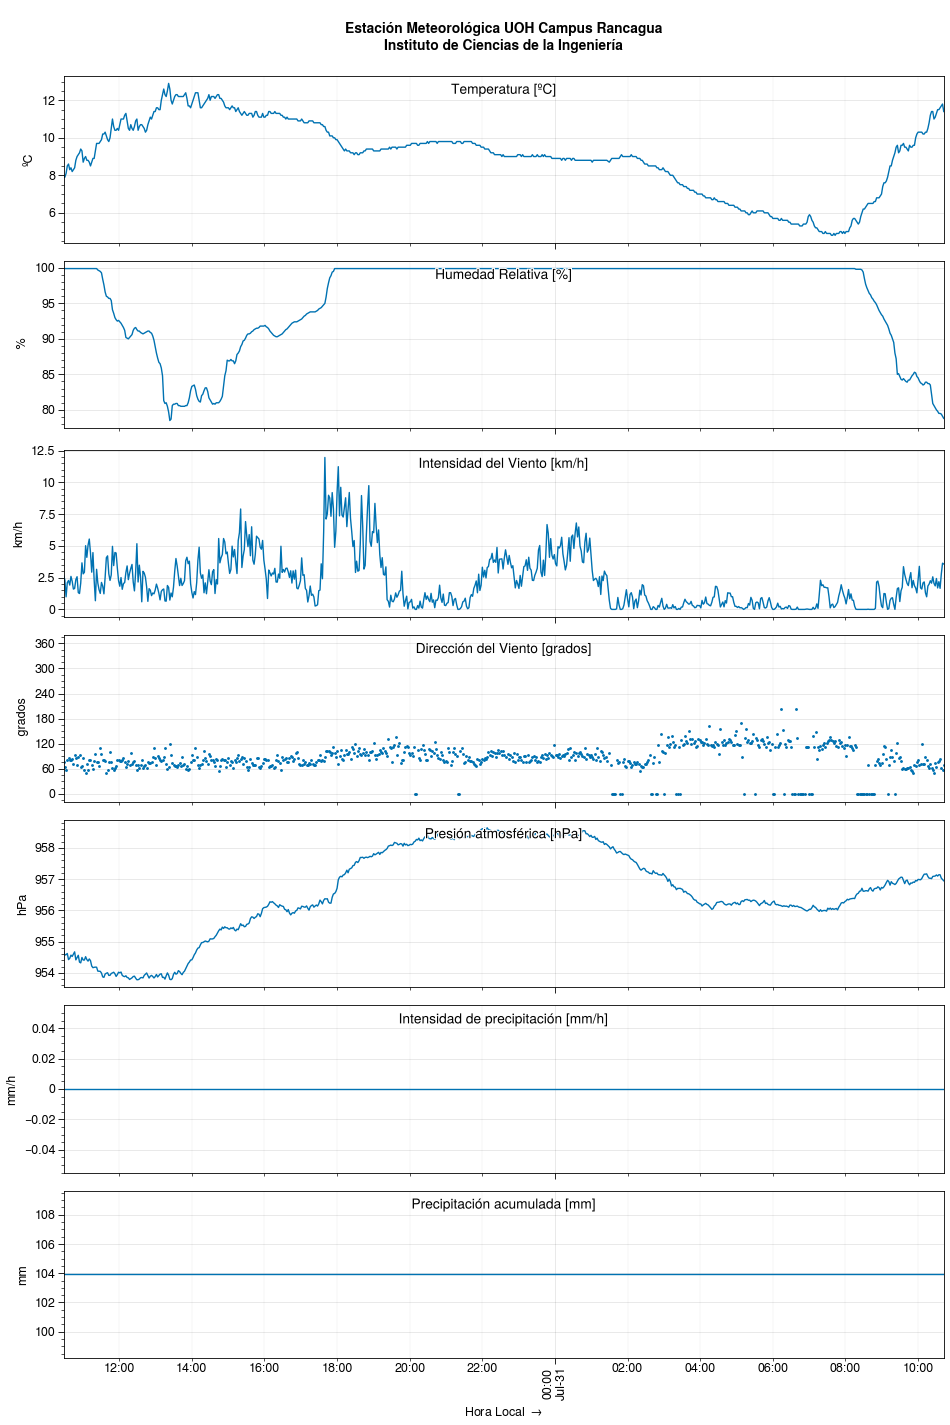 Estación Meteorológica UOH Campus Rancagua
Instituto de Ciencias de la Ingeniería
Temperatura [ºC]
ºC
12
10
8
6
Humedad Relativa [%]
%
100
95
90
85
80
Intensidad del Viento [km/h]
km/h
12.5
10
7.5
5
2.5
0
Dirección del Viento [grados]
grados
360
300
240
180
120
60
0
Presión atmosférica [hPa]
hPa
958
957
956
955
954
Intensidad de precipitación [mm/h]
mm/h
0.04
0.02
0
−0.02
−0.04
Precipitación acumulada [mm]
mm
108
106
104
102
100
12:00 14:00 16:00 18:00 20:00 22:00 00:00 02:00 04:00 06:00 08:00 10:00
Jul-31
Hora Local →